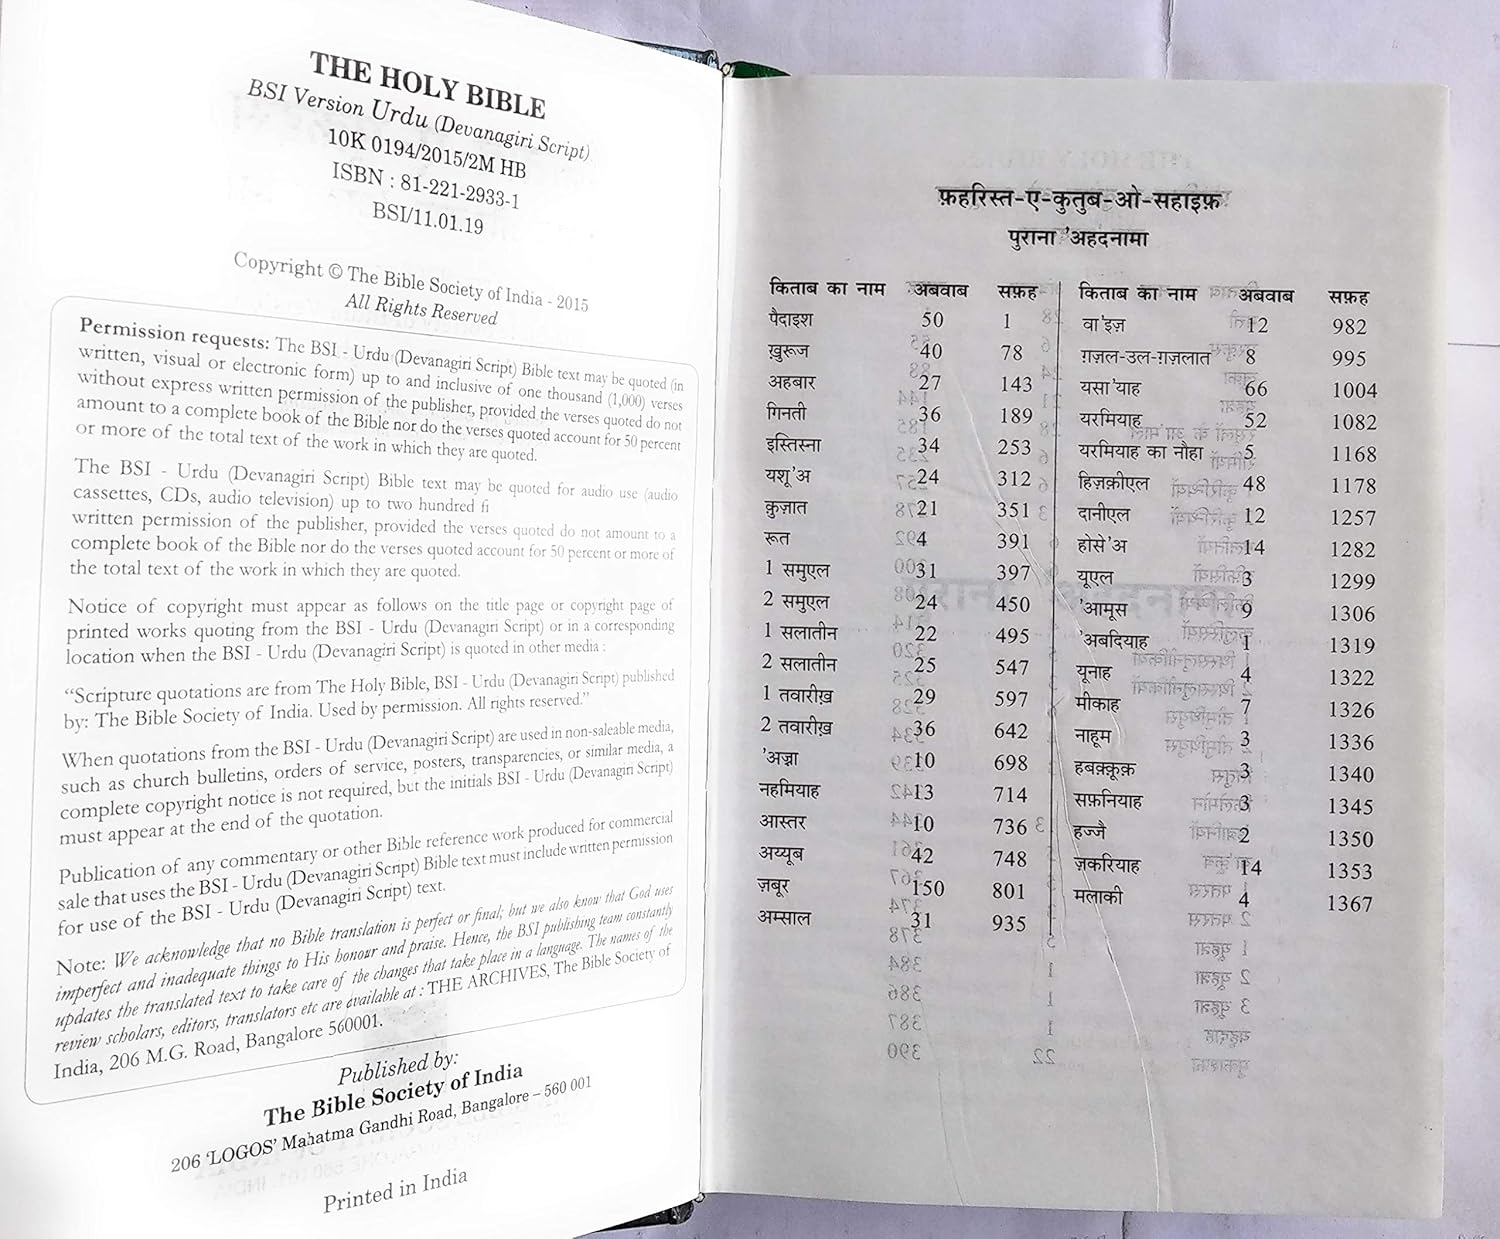 THE HOLY BIBLE
BSI Version Urdu (Devanagiri Script)
10K 0194/2015/2M HB
ISBN : 81-221-2933-1
BSI/11.01.19
Copyright © The Bible Society of India - 2015
All Rights Reserved
Permission requests: The BSI - Urdu (Devanagiri Script) Bible text may be quoted (in
written, visual or electronic form) up to and inclusive of one thousand (1,000) verses
without express written permission of the publisher, provided the verses quoted do not
amount to a complete book of the Bible nor do the verses quoted account for 50 percent
or more of the total text of the work in which they are quoted.
The BSI - Urdu (Devanagiri Script) Bible text may be quoted for audio use (audio
cassettes, CDs, audio television) up to two hundred fi
written permission of the publisher, provided the verses quoted do not amount to a
complete book of the Bible nor do the verses quoted account for 50 percent or more of
the total text of the work in which they are quoted.
Notice of copyright must appear as follows on the title page or copyright page of
printed works quoting from the BSI - Urdu (Devanagiri Script) or in a corresponding
location when the BSI - Urdu (Devanagiri Script) is quoted in other media :
“Scripture quotations are from The Holy Bible, BSI - Urdu (Devanagiri Script) published
by: The Bible Society of India. Used by permission. All rights reserved.”
When quotations from the BSI - Urdu (Devanagiri Script) are used in non-saleable media,
such as church bulletins, orders of service, posters, transparencies, or similar media, a
complete copyright notice is not required, but the initials BSI - Urdu (Devanagiri Script)
must appear at the end of the quotation.
Publication of any commentary or other Bible reference work produced for commercial
sale that uses the BSI - Urdu (Devanagiri Script) Bible text must include written permission
for use of the BSI - Urdu (Devanagiri Script) text.
Note: We acknowledge that no Bible translation is perfect or final; but we also know that God uses
imperfect and inadequate things to His honour and praise. Hence, the BSI publishing team constantly
updates the translated text to take care of the changes that take place in a language. The names of the
review scholars, editors, translators etc are available at : THE ARCHIVES, The Bible Society of
India, 206 M.G. Road, Bangalore 560001.
Published by:
The Bible Society of India
206 ‘LOGOS’ Mahatma Gandhi Road, Bangalore – 560 001
Printed in India
फ़हरिस्त-ए-कुतुब-ओ-सहाइफ़
पुराना 'अहदनामा
किताब का नाम अबवाब सफ़ह
पैदाइश 50 1
ख़ुरूज 40 78
अहबार 27 143
गिनती 36 189
इस्तिस्ना 34 253
यशू'अ 24 312
क़ुज़ात 21 351
रूत 4 391
1 समुएल 31 397
2 समुएल 24 450
1 सलातीन 22 495
2 सलातीन 25 547
1 तवारीख़ 29 597
2 तवारीख़ 36 642
'अज़्रा 10 698
नहमियाह 13 714
आस्तर 10 736
अय्यूब 42 748
ज़बूर 150 801
अम्साल 31 935
किताब का नाम अबवाब सफ़ह
वा'इज़ 12 982
ग़ज़ल-उल-ग़ज़लात 8 995
यसा'याह 66 1004
यरमियाह 52 1082
यरमियाह का नौहा 5 1168
हिज़क़ीएल 48 1178
दानीएल 12 1257
होसे'अ 14 1282
यूएल 3 1299
'आमूस 9 1306
'अबदियाह 1 1319
यूनाह 4 1322
मीकाह 7 1326
नाहूम 3 1336
हबक़्क़ूक़ 3 1340
सफ़नियाह 3 1345
हज्जै 2 1350
ज़करियाह 14 1353
मलाकी 4 1367